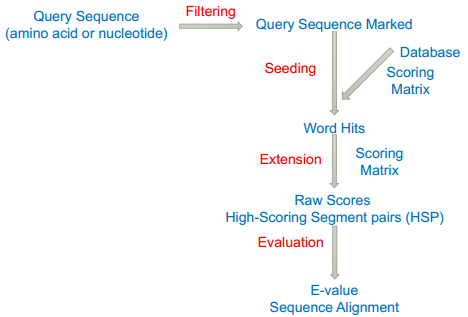 Query Sequence
(amino acid or nucleotide)
Filtering
Query Sequence Marked
Seeding
Database
Scoring
Matrix
Word Hits
Extension
Scoring
Matrix
Raw Scores
High-Scoring Segment pairs (HSP)
Evaluation
E-value
Sequence Alignment